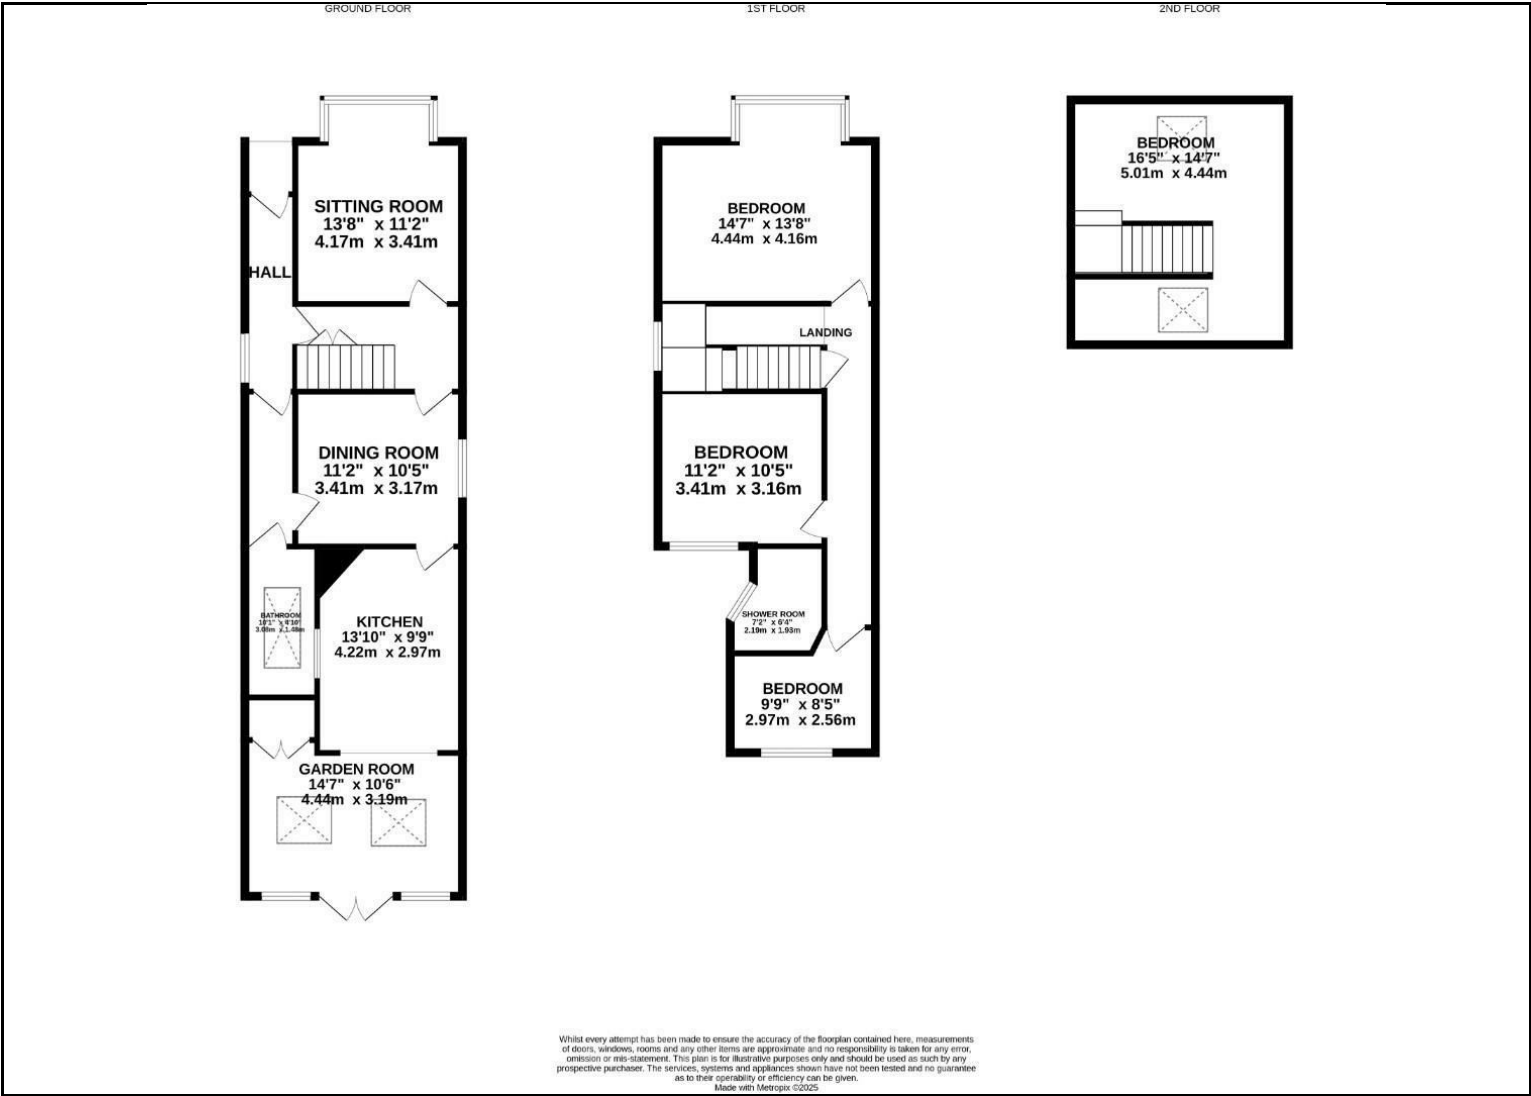 GROUND FLOOR
1ST FLOOR
2ND FLOOR
SITTING ROOM
13'8" x 11'2"
4.17m x 3.41m
HALL
DINING ROOM
11'2" x 10'5"
3.41m x 3.17m
BATHROOM
10'1" x 4'10"
3.08m x 1.48m
KITCHEN
13'10" x 9'9"
4.22m x 2.97m
GARDEN ROOM
14'7" x 10'6"
4.44m x 3.19m
BEDROOM
14'7" x 13'8"
4.44m x 4.16m
LANDING
BEDROOM
11'2" x 10'5"
3.41m x 3.16m
SHOWER ROOM
7'2" x 6'4"
2.19m x 1.93m
BEDROOM
9'9" x 8'5"
2.97m x 2.56m
BEDROOM
16'5" x 14'7"
5.01m x 4.44m
Whilst every attempt has been made to ensure the accuracy of the floorplan contained here, measurements
of doors, windows, rooms and any other items are approximate and no responsibility is taken for any error,
omission or mis-statement. This plan is for illustrative purposes only and should be used as such by any
prospective purchaser. The services, systems and appliances shown have not been tested and no guarantee
as to their operability or efficiency can be given.
Made with Metropix ©2025